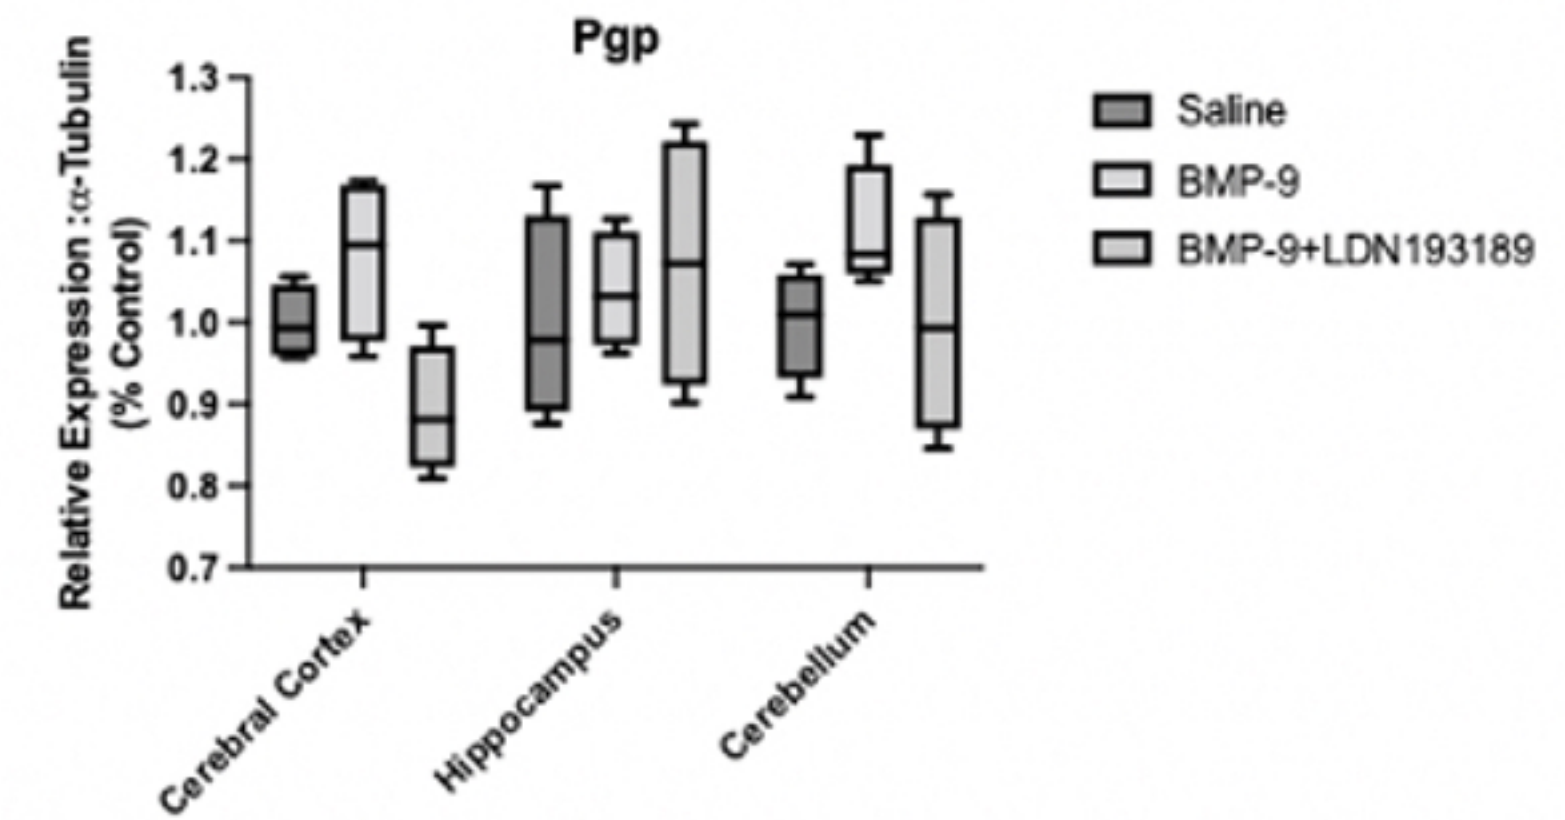 Pgp
Relative Expression :α-Tubulin
(% Control)
1.3
1.2
1.1
1.0
0.9
0.8
0.7
Cerebral Cortex
Hippocampus
Cerebellum
Saline
BMP-9
BMP-9+LDN193189